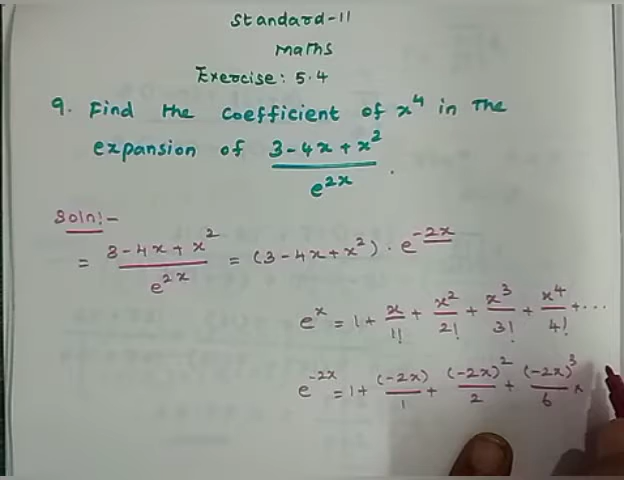 Standard-11
Maths
Exercise: 5.4
9. Find the coefficient of x⁴ in the
expansion of (3-4x+x²)/e^(2x).
Soln:-
= (3-4x+x²)/e^(2x) = (3-4x+x²) · e^(-2x)
e^x = 1 + x/1! + x²/2! + x³/3! + x⁴/4! + ...
e^(-2x) = 1 + (-2x)/1 + (-2x)²/2 + (-2x)³/6 +